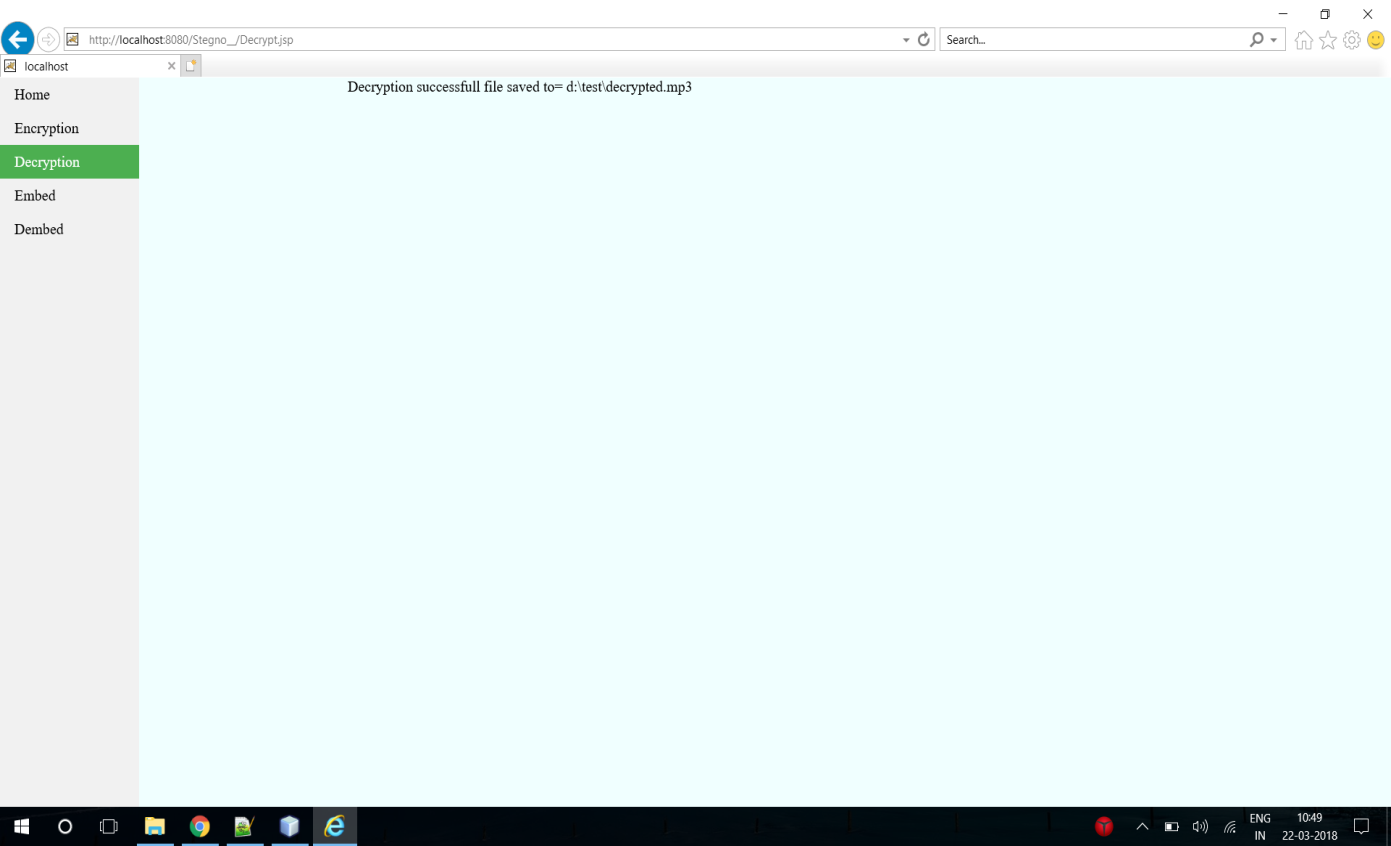 http://localhost:8080/Stegno__/Decrypt.jsp
Search...
localhost
Home
Encryption
Decryption
Embed
Dembed
Decryption successfull file saved to= d:\test\decrypted.mp3
ENG
IN
10:49
22-03-2018